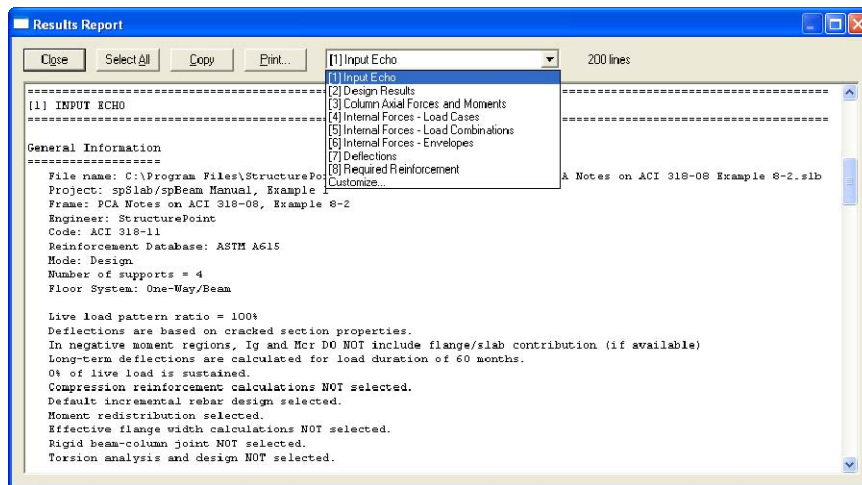 Results Report
Close Select All Copy Print... [1] Input Echo 200 lines
[1] Input Echo
[2] Design Results
[3] Column Axial Forces and Moments
[4] Internal Forces - Load Cases
[5] Internal Forces - Load Combinations
[6] Internal Forces - Envelopes
[7] Deflections
[8] Required Reinforcement
Customize...
[1] INPUT ECHO
General Information
File name: C:\Program Files\StructurePo A Notes on ACI 318-08 Example 8-2.slb
Project: spSlab/spBeam Manual, Example 1
Frame: PCA Notes on ACI 318-08, Example 8-2
Engineer: StructurePoint
Code: ACI 318-11
Reinforcement Database: ASTM A615
Mode: Design
Number of supports = 4
Floor System: One-Way/Beam
Live load pattern ratio = 100%
Deflections are based on cracked section properties.
In negative moment regions, Ig and Mcr DO NOT include flange/slab contribution (if available)
Long-term deflections are calculated for load duration of 60 months.
0% of live load is sustained.
Compression reinforcement calculations NOT selected.
Default incremental rebar design selected.
Moment redistribution selected.
Effective flange width calculations NOT selected.
Rigid beam-column joint NOT selected.
Torsion analysis and design NOT selected.